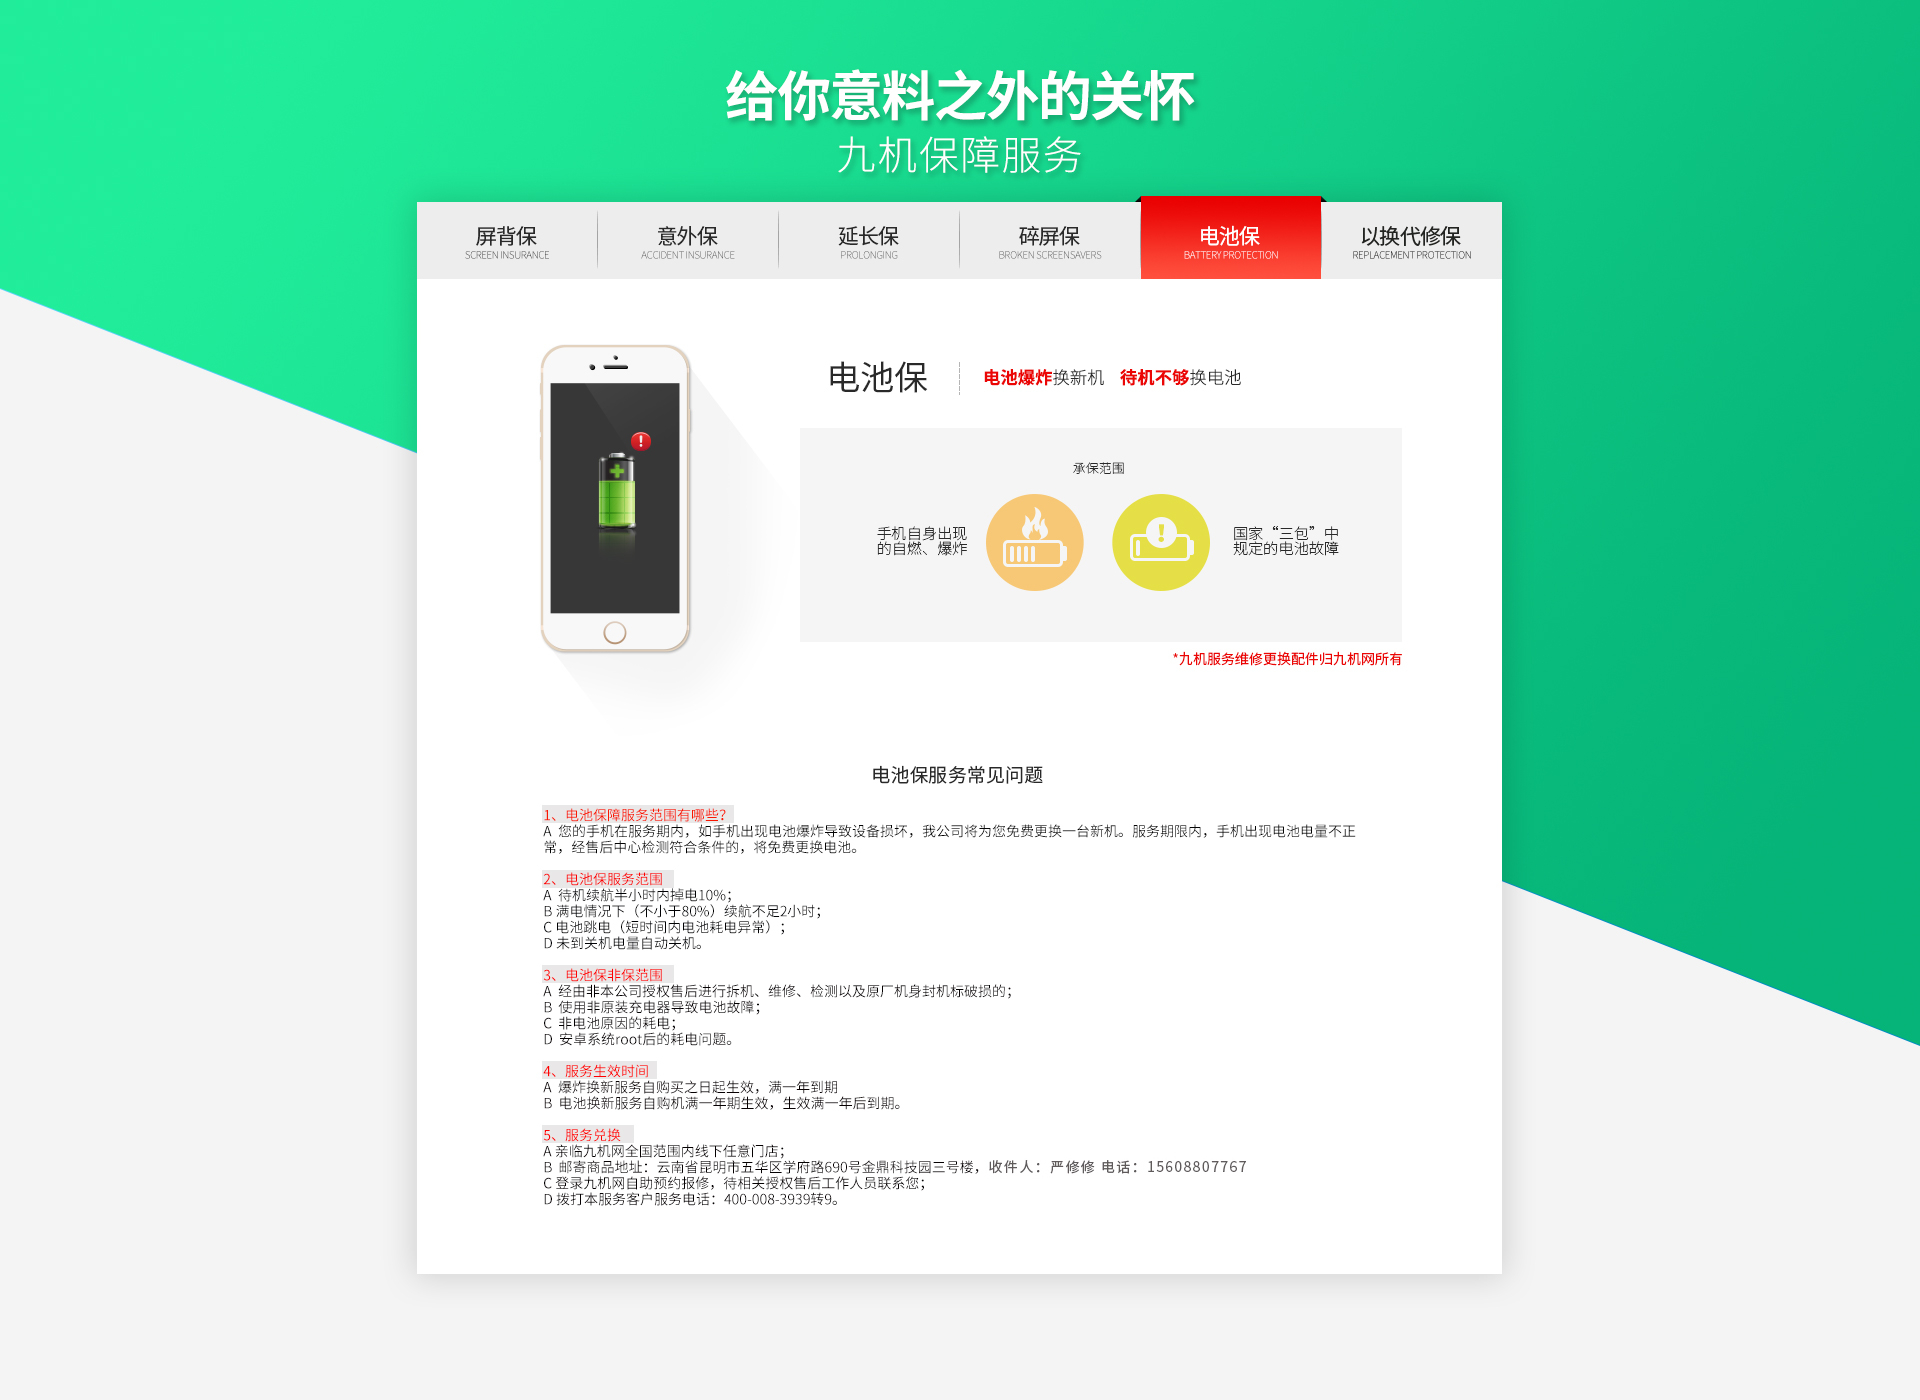 给你意料之外的关怀
九机保障服务
屏背保
SCREEN INSURANCE
意外保
ACCIDENT INSURANCE
延长保
PROLONGING
碎屏保
BROKEN SCREENSAVERS
电池保
BATTERY PROTECTION
以换代修保
REPLACEMENT PROTECTION
电池保
电池爆炸换新机 待机不够换电池
承保范围
手机自身出现
的自燃、爆炸
国家“三包”中
规定的电池故障
*九机服务维修更换配件归九机网所有
电池保服务常见问题
1、电池保障服务范围有哪些?
A 您的手机在服务期内，如手机出现电池爆炸导致设备损坏，我公司将为您免费更换一台新机。服务期限内，手机出现电池电量不正
常，经售后中心检测符合条件的，将免费更换电池。
2、电池保服务范围
A 待机续航半小时内掉电10%；
B 满电情况下（不小于80%）续航不足2小时；
C 电池跳电（短时间内电池耗电异常）；
D 未到关机电量自动关机。
3、电池保非保范围
A 经由非本公司授权售后进行拆机、维修、检测以及原厂机身封机标破损的；
B 使用非原装充电器导致电池故障；
C 非电池原因的耗电；
D 安卓系统root后的耗电问题。
4、服务生效时间
A 爆炸换新服务自购买之日起生效，满一年到期
B 电池换新服务自购机满一年期生效，生效满一年后到期。
5、服务兑换
A 亲临九机网全国范围内线下任意门店；
B 邮寄商品地址：云南省昆明市五华区学府路690号金鼎科技园三号楼，收件人：严修修 电话：15608807767
C 登录九机网自助预约报修，待相关授权售后工作人员联系您；
D 拨打本服务客户服务电话：400-008-3939转9。